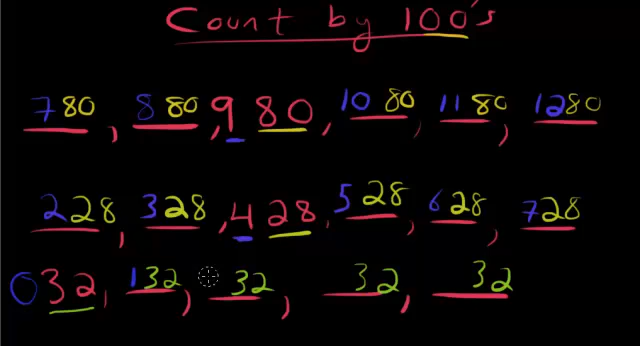 Count by 100's
780, 880, 980, 1080, 1180, 1280
228, 328, 428, 528, 628, 728
032, 132, 32, 32, 32